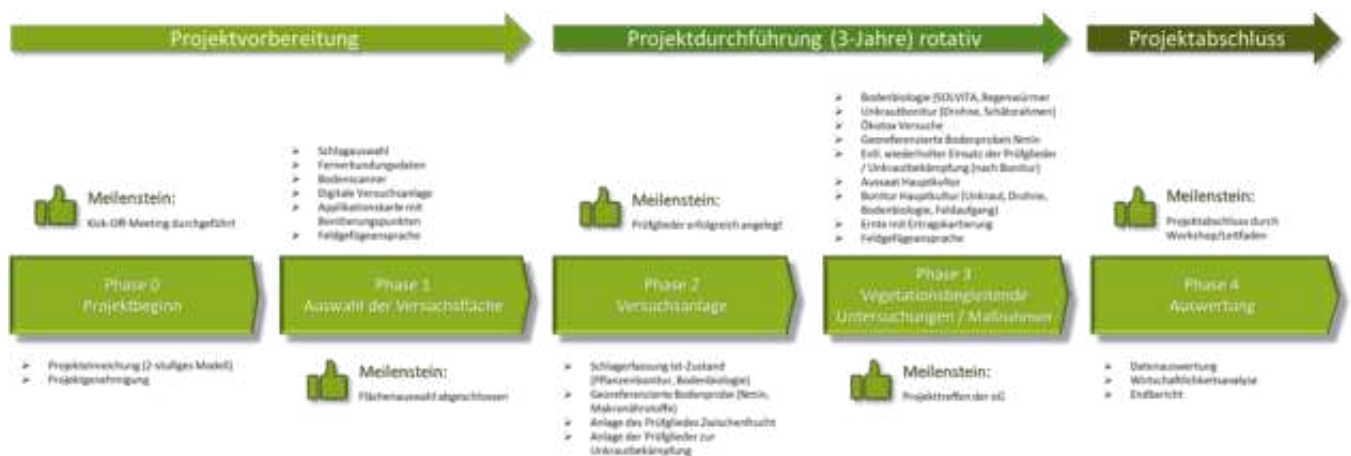 Projektvorbereitung
Projektdurchführung (3-Jahre) rotativ
Projektabschluss
Meilenstein:
Kick-Off-Meeting durchgeführt
➢ Schlagauswahl
➢ Fernerkundungsdaten
➢ Bodenscanner
➢ Digitale Versuchsanlage
➢ Applikationskarte mit
Bonitierungspunkten
➢ Feldgefügeansprache
Meilenstein:
Prüfglieder erfolgreich angelegt
➢ Bodenbiologie (SOLVITA, Regenwürmer
➢ Unkrautbonitur (Drohne, Schätzrahmen)
➢ Ökotox Versuche
➢ Georeferenzierte Bodenproben Nmin
➢ Evtl. wiederholter Einsatz der Prüfglieder
/ Unkrautbekämpfung (nach Bonitur)
➢ Aussaat Hauptkultur
➢ Bonitur Hauptkultur (Unkraut, Drohne,
Bodenbiologie, Feldaufgang)
➢ Ernte mit Ertragskartierung
➢ Feldgefügeansprache
Meilenstein:
Projektabschluss durch
Workshop/Leitfaden
Phase 0
Projektbeginn
Phase 1
Auswahl der Versuchsfläche
Phase 2
Versuchsanlage
Phase 3
Vegetationsbegleitende
Untersuchungen / Maßnahmen
Phase 4
Auswertung
➢ Projekteinreichung (2-stufiges Modell)
➢ Projektgenehmigung
Meilenstein:
Flächenauswahl abgeschlossen
➢ Schlagerfassung Ist-Zustand
(Pflanzenbonitur, Bodenbiologie)
➢ Georeferenzierte Bodenprobe (Nmin,
Makronährstoffe)
➢ Anlage des Prüfgliedes Zwischenfrucht
➢ Anlage der Prüfglieder zur
Unkrautbekämpfung
Meilenstein:
Projekttreffen der oG
➢ Datenauswertung
➢ Wirtschaftlichkeitsanalyse
➢ Endbericht